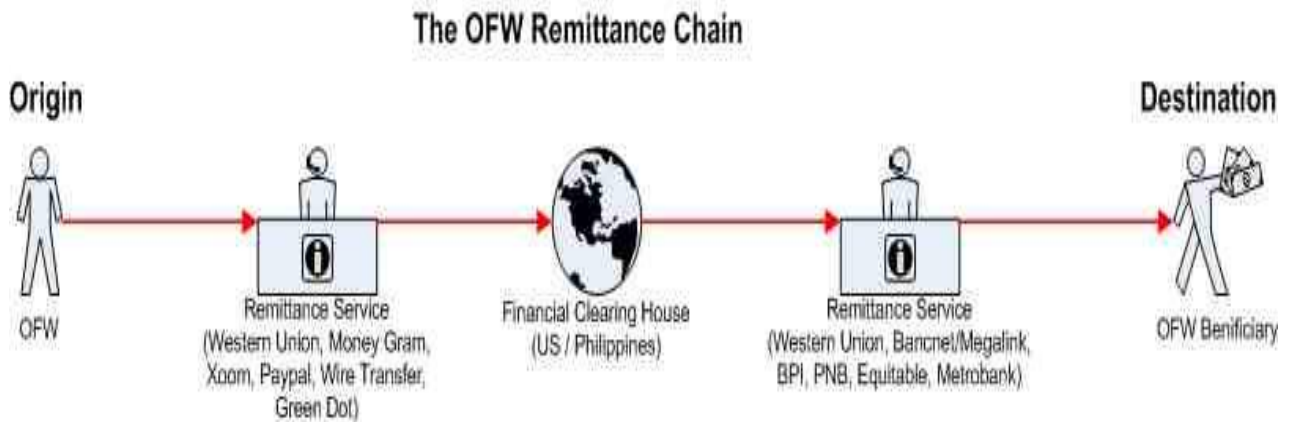 The OFW Remittance Chain
Origin
Destination
OFW
Remittance Service
(Western Union, Money Gram,
Xoom, Paypal, Wire Transfer,
Green Dot)
Financial Clearing House
(US / Philippines)
Remittance Service
(Western Union, Bancnet/Megalink,
BPI, PNB, Equitable, Metrobank)
OFW Benificiary